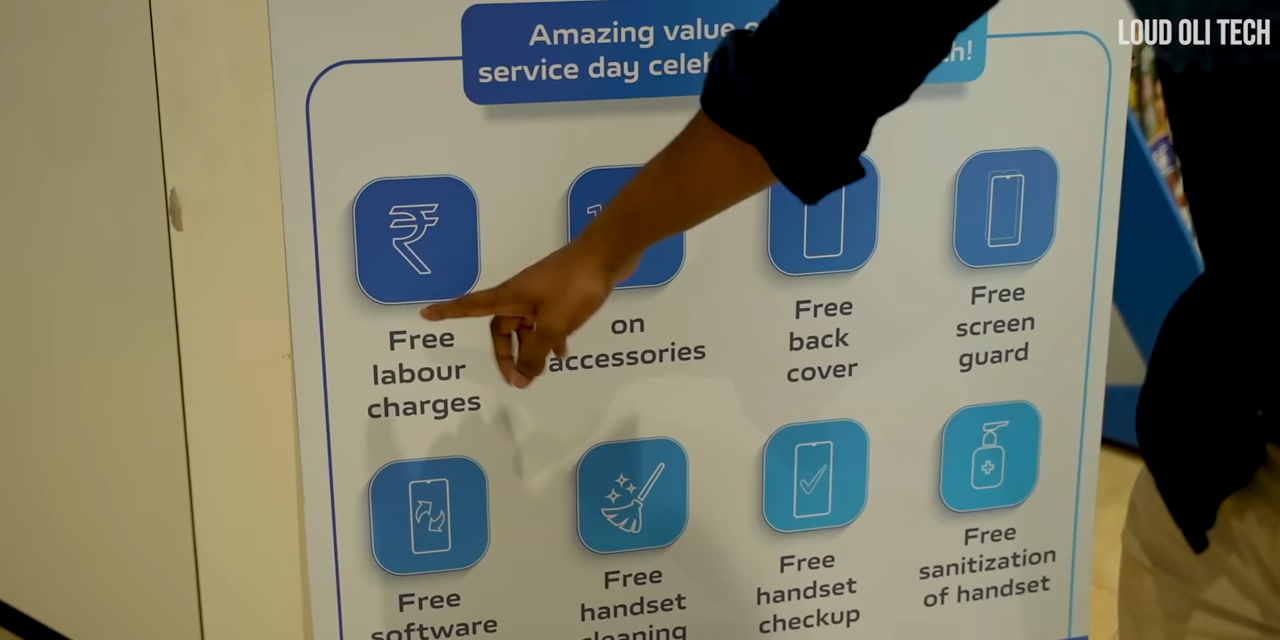 LOUD OLI TECH
Amazing value
service day
₹
Free
labour
charges
on
accessories
Free
back
cover
Free
screen
guard
Free
software
Free
handset
cleaning
Free
handset
checkup
Free
sanitization
of handset